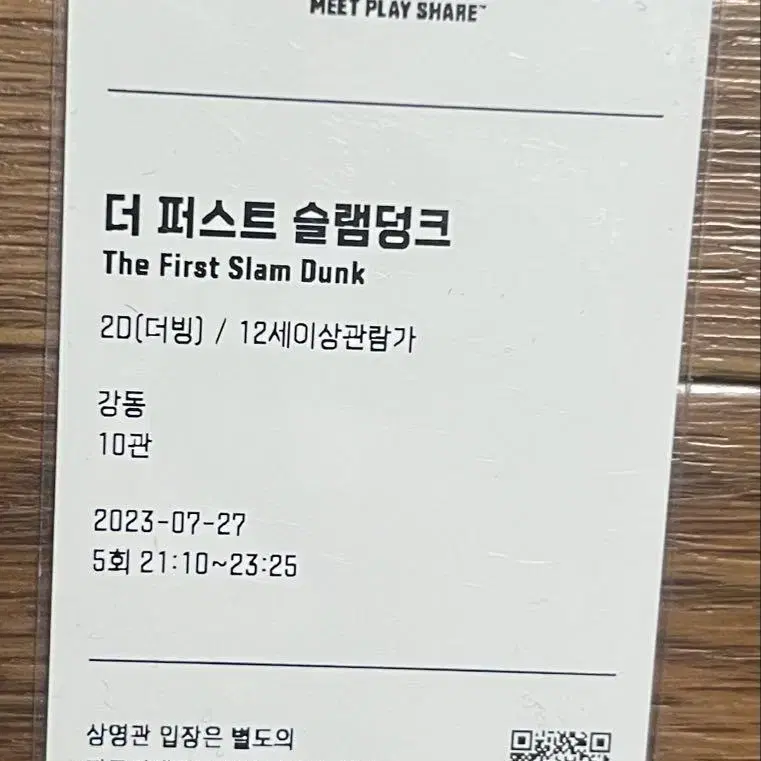 MEET PLAY SHARE™
더 퍼스트 슬램덩크
The First Slam Dunk
2D(더빙) / 12세이상관람가
강동
10관
2023-07-27
5회 21:10~23:25
상영관 입장은 별도의